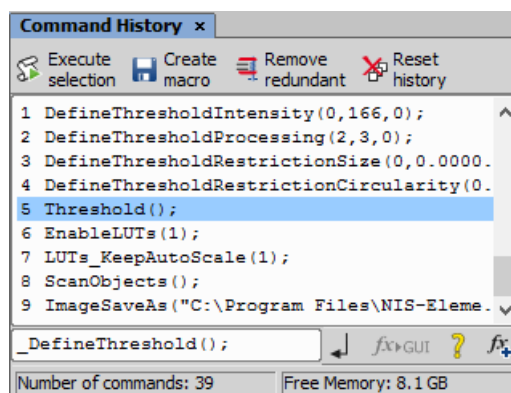 Command History ×
Execute selection Create macro Remove redundant Reset history
1 DefineThresholdIntensity(0,166,0);
2 DefineThresholdProcessing(2,3,0);
3 DefineThresholdRestrictionSize(0,0.0000.
4 DefineThresholdRestrictionCircularity(0.
5 Threshold();
6 EnableLUTs(1);
7 LUTs_KeepAutoScale(1);
8 ScanObjects();
9 ImageSaveAs("C:\Program Files\NIS-Eleme.
_DefineThreshold(); fx▸GUI ? fx+
Number of commands: 39 Free Memory: 8.1 GB